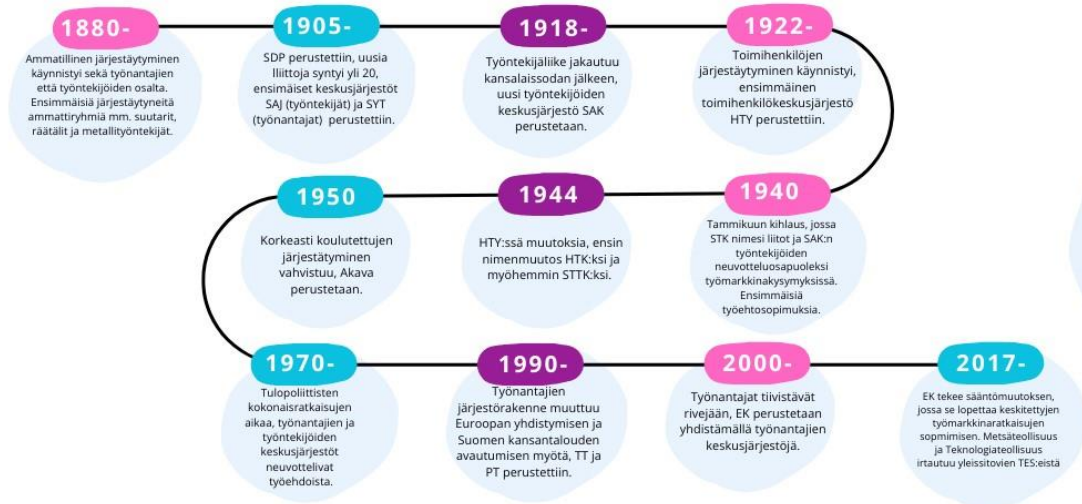 1880-
Ammatillinen järjestäytyminen
käynnistyi sekä työnantajien
että työntekijöiden osalta.
Ensimmäisiä järjestäytyneitä
ammattiryhmiä mm. suutarit,
räätälit ja metallityöntekijät.
1905-
SDP perustettiin, uusia
lliittoja syntyi yli 20,
ensimäiset keskusjärjestöt
SAJ (työntekijät) ja SYT
(työnantajat) perustettiin.
1918-
Työntekijäliike jakautuu
kansalaissodan jälkeen,
uusi työntekijöiden
keskusjärjestö SAK
perustetaan.
1922-
Toimihenkilöjen
järjestäytyminen käynnistyi,
ensimmäinen
toimihenkilökeskusjärjestö
HTY perustettiin.
1940
Tammikuun kihlaus, jossa
STK nimesi liitot ja SAK:n
työntekijöiden
neuvotteluosapuoleksi
työmarkkinakysymyksissä.
Ensimmäisiä
työehtosopimuksia.
1944
HTY:ssä muutoksia, ensin
nimenmuutos HTK:ksi ja
myöhemmin STTK:ksi.
1950
Korkeasti koulutettujen
järjestätyminen
vahvistuu, Akava
perustetaan.
1970-
Tulopoliittisten
kokonaisratkaisujen
aikaa, työnantajien ja
työntekijöiden
keskusjärjestöt
neuvottelivat
työehdoista.
1990-
Työnantajien
järjestörakenne muuttuu
Euroopan yhdistymisen ja
Suomen kansantalouden
avautumisen myötä, TT ja
PT perustettiin.
2000-
Työnantajat tiivistävät
rivejään, EK perustetaan
yhdistämällä työnantajien
keskusjärjestöjä.
2017-
EK tekee sääntömuutoksen,
jossa se lopettaa keskitettyjen
työmarkkinaratkaisujen
sopmimisen. Metsäteollisuus
ja Teknologiateollisuus
irtautuu yleissitovien TES:eistä